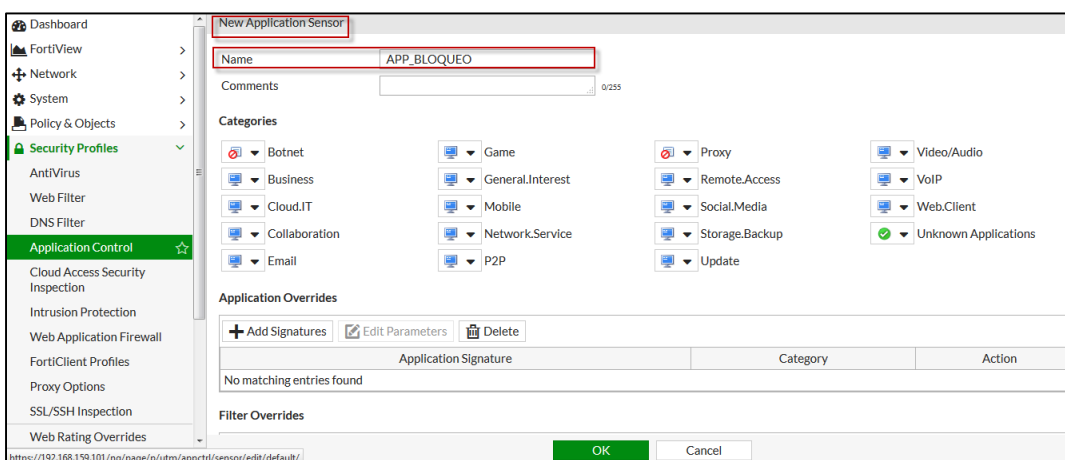 Dashboard
FortiView
Network
System
Policy & Objects
Security Profiles
AntiVirus
Web Filter
DNS Filter
Application Control
Cloud Access Security
Inspection
Intrusion Protection
Web Application Firewall
FortiClient Profiles
Proxy Options
SSL/SSH Inspection
Web Rating Overrides
https://192.168.159.101/ng/page/p/utm/appctrl/sensor/edit/default/
New Application Sensor
Name APP_BLOQUEO
Comments 0/255
Categories
Botnet Game Proxy Video/Audio
Business General.Interest Remote.Access VoIP
Cloud.IT Mobile Social.Media Web.Client
Collaboration Network.Service Storage.Backup Unknown Applications
Email P2P Update
Application Overrides
Add Signatures Edit Parameters Delete
Application Signature Category Action
No matching entries found
Filter Overrides
OK Cancel